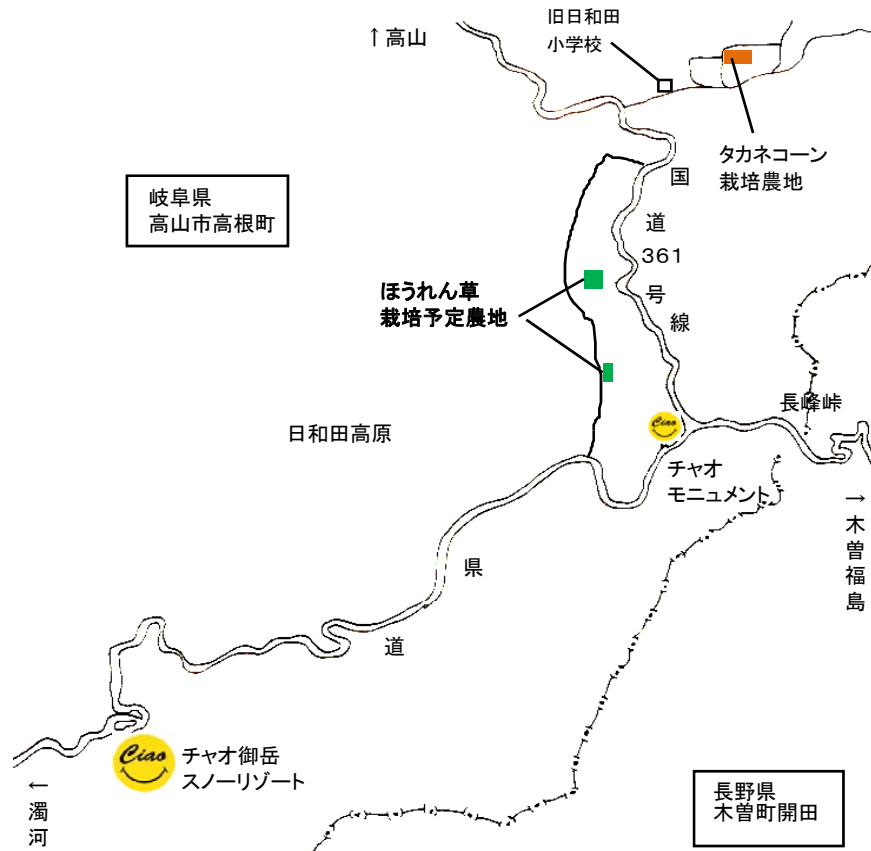 旧日和田
小学校
↑高山
タカネコーン
栽培農地
岐阜県
高山市高根町
国道361号線
ほうれん草
栽培予定農地
日和田高原
長峰峠
Ciao
チャオ
モニュメント
→木曽福島
県道
Ciao
チャオ御岳
スノーリゾート
←濁河
長野県
木曽町開田